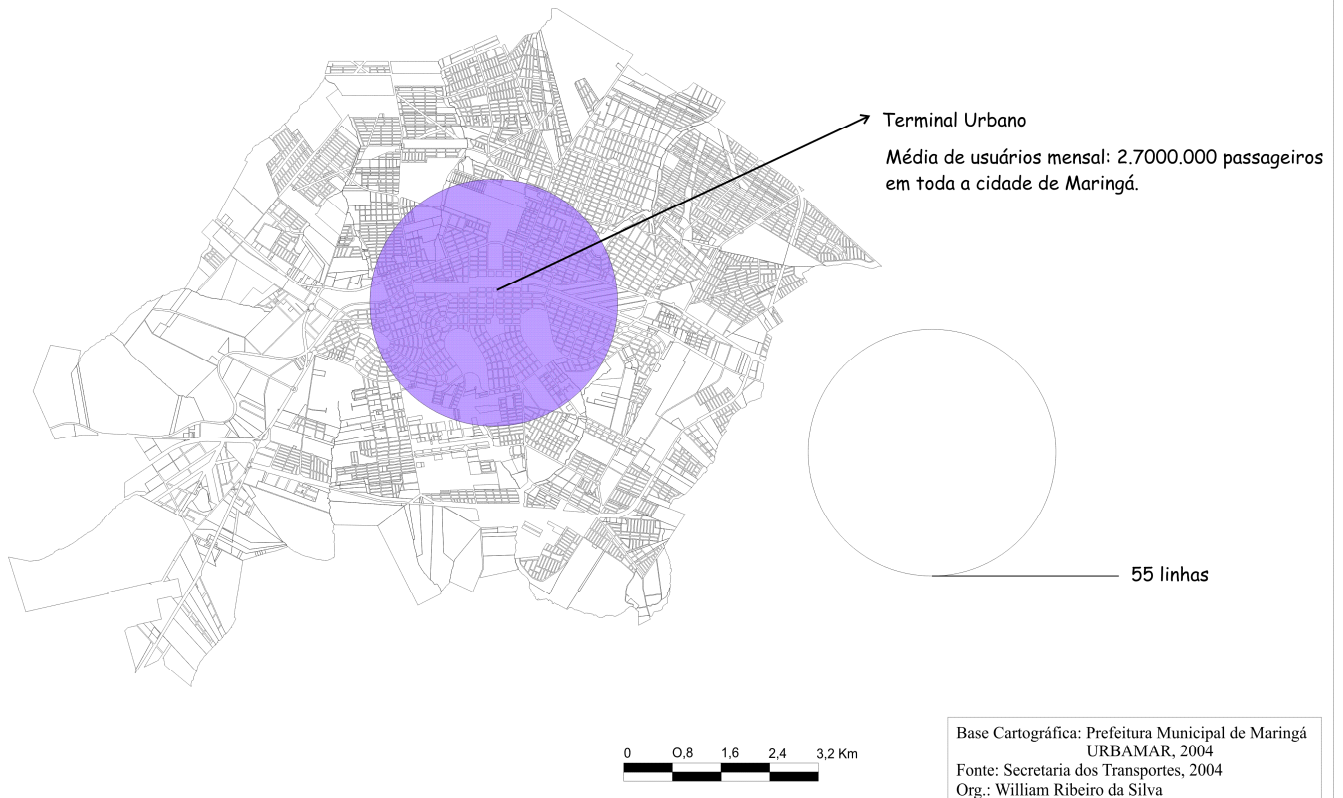 Terminal Urbano
Média de usuários mensal: 2.7000.000 passageiros
em toda a cidade de Maringá.
55 linhas
0 0,8 1,6 2,4 3,2 Km
Base Cartográfica: Prefeitura Municipal de Maringá
URBAMAR, 2004
Fonte: Secretaria dos Transportes, 2004
Org.: William Ribeiro da Silva